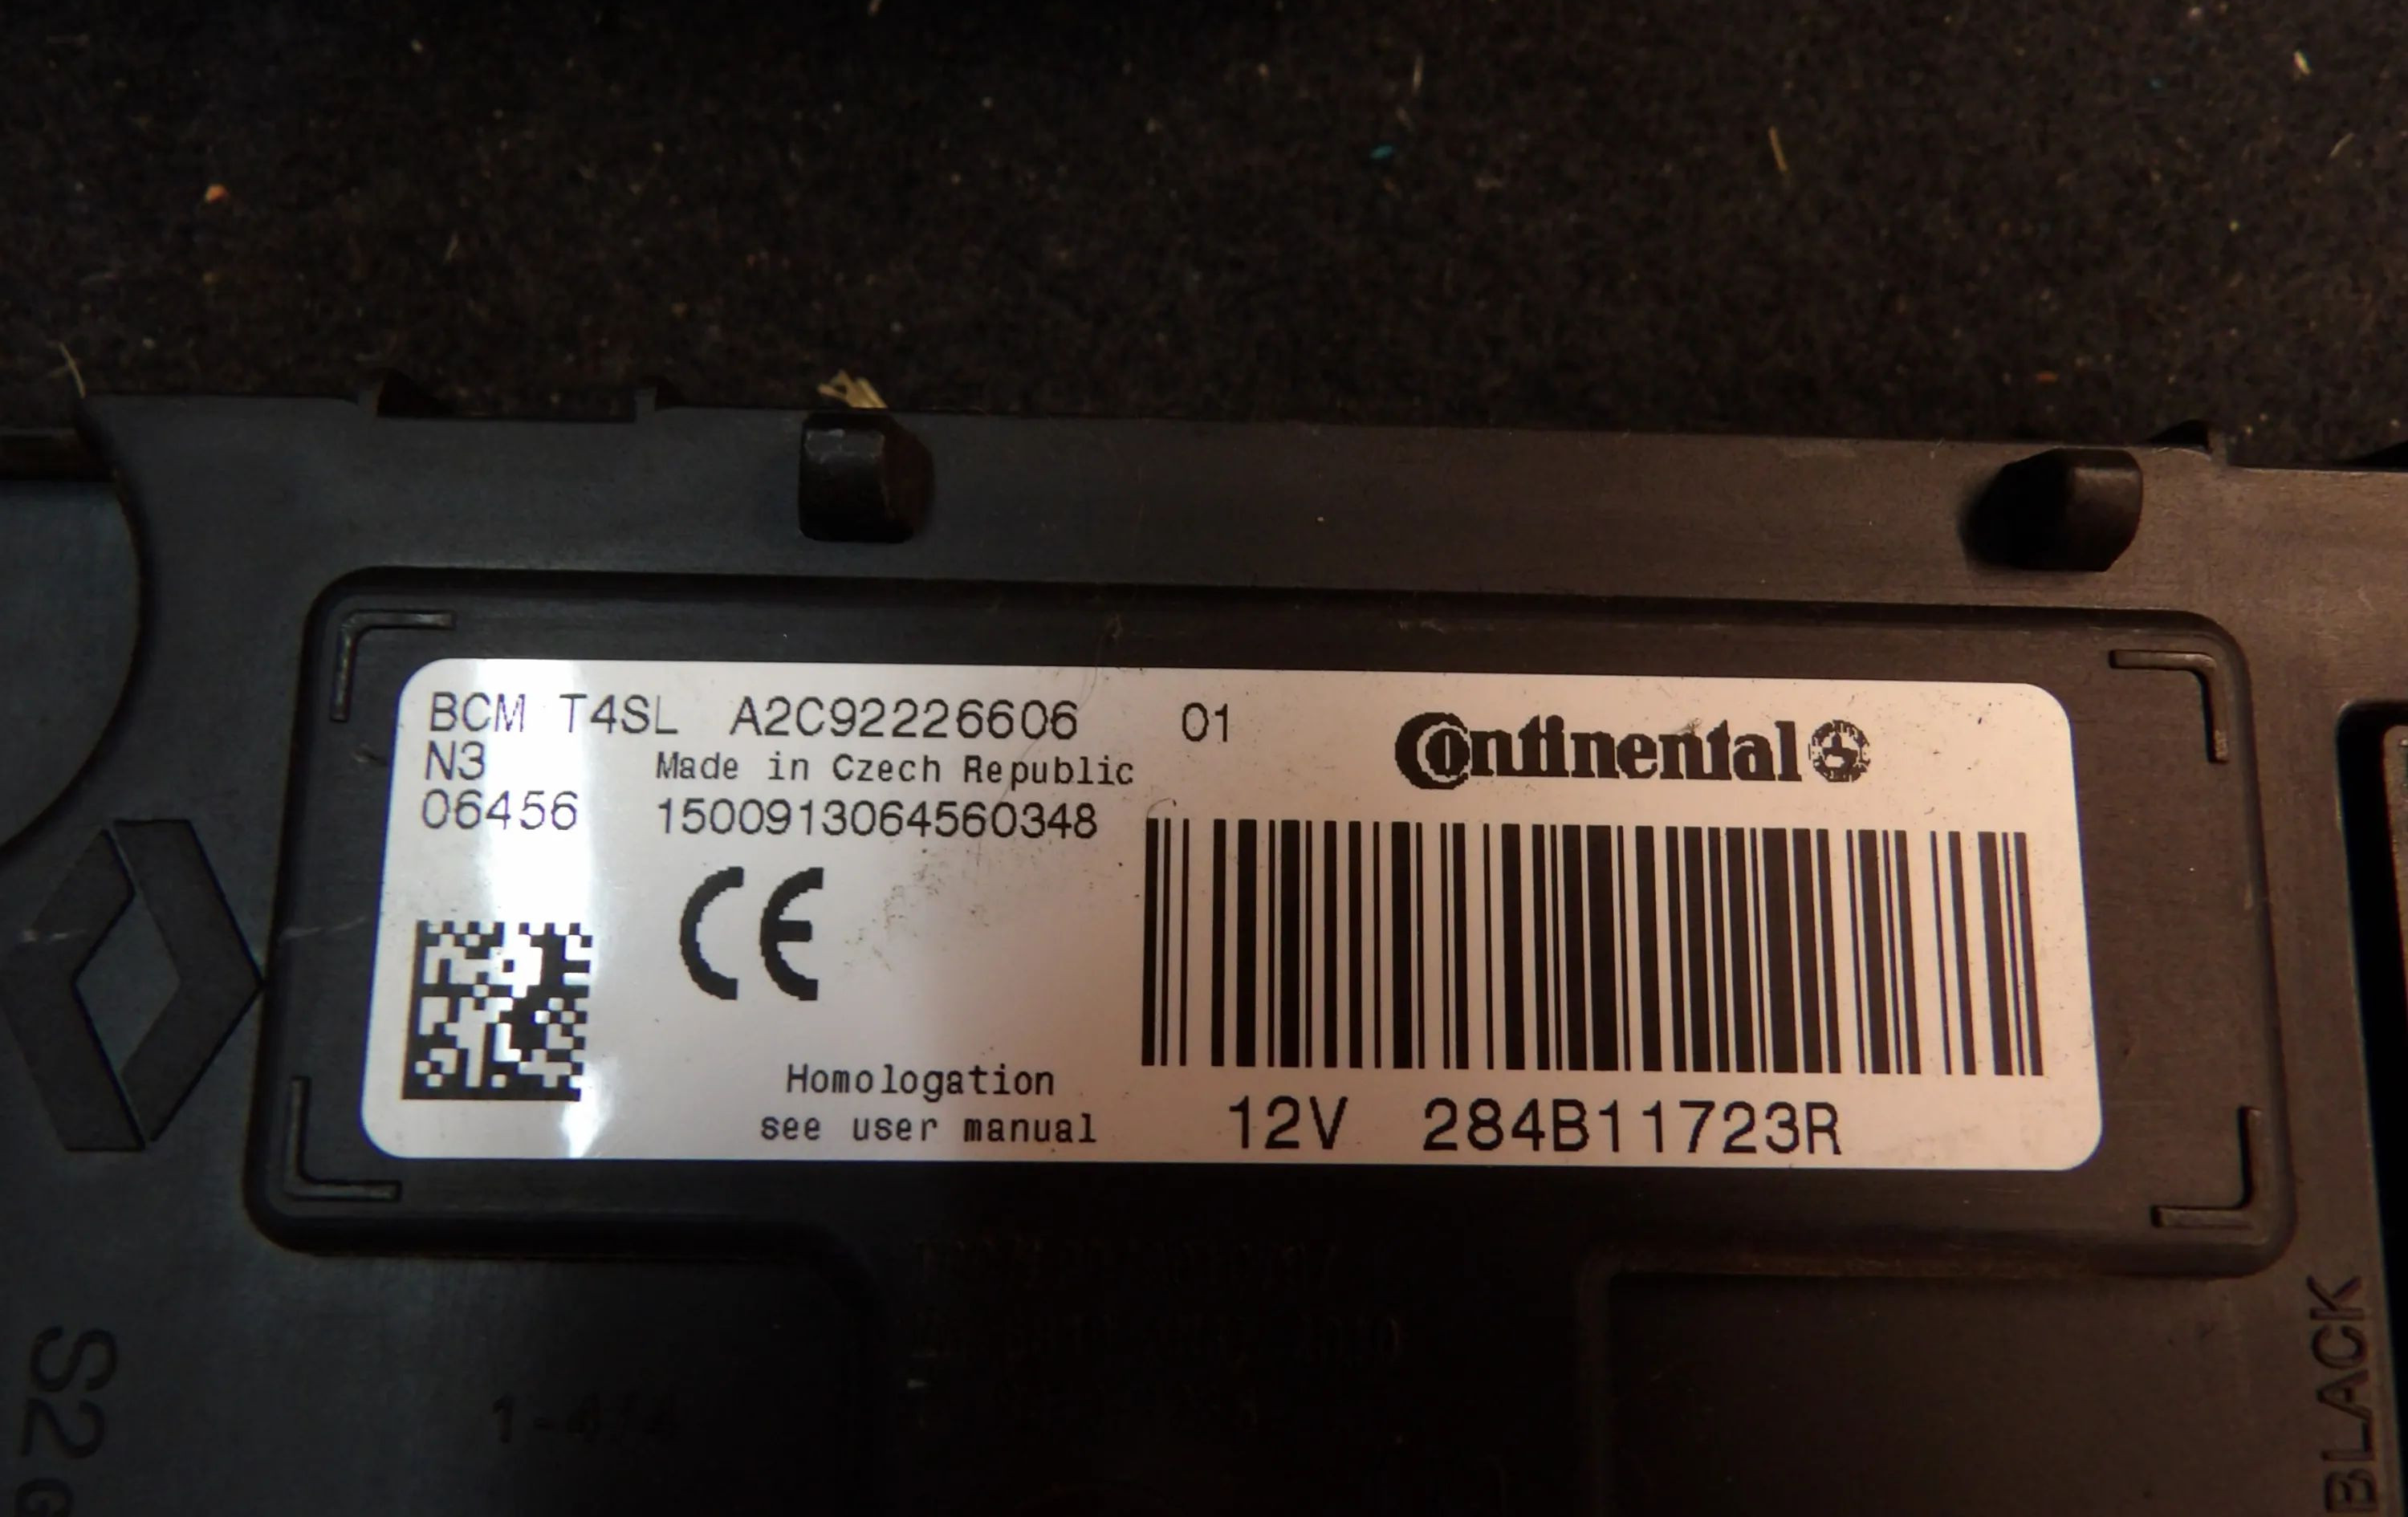 BCM T4SL A2C92226606 01
Continental
N3 Made in Czech Republic
06456 1500913064560348
CE
Homologation
see user manual
12V 284B11723R
BLACK